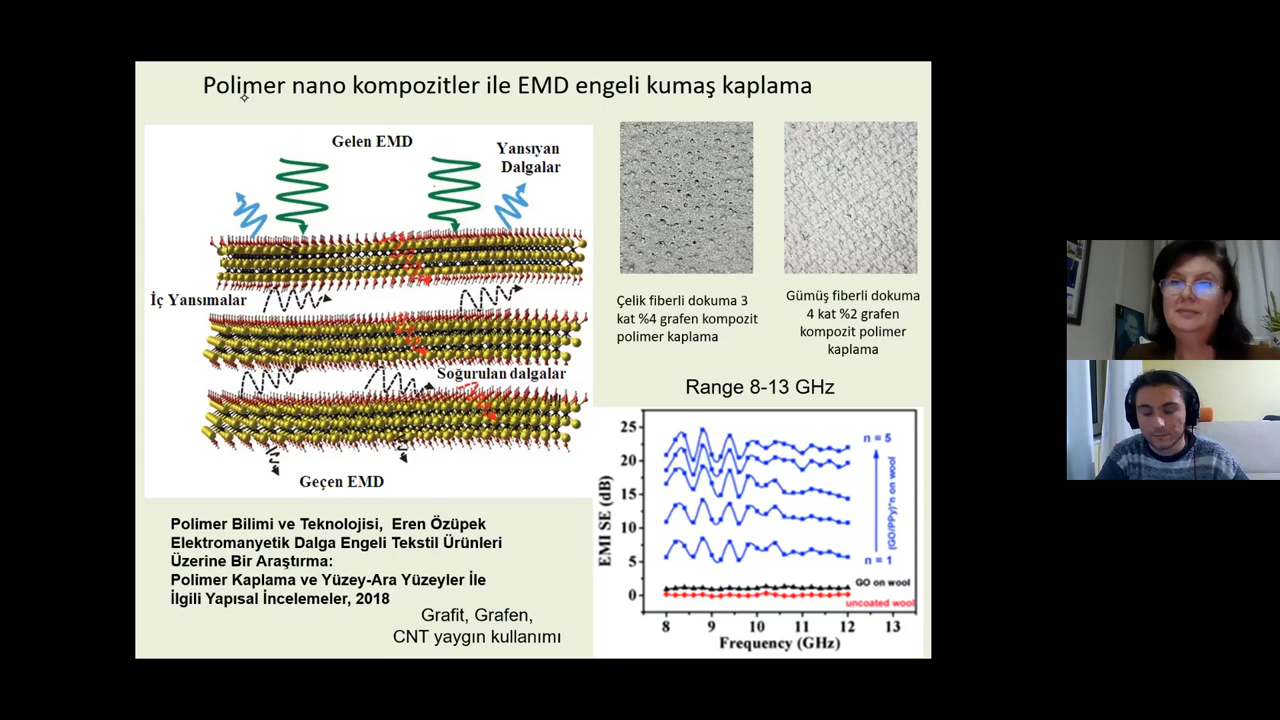 Polimer nano kompozitler ile EMD engeli kumaş kaplama
Gelen EMD
Yansıyan
Dalgalar
İç Yansımalar
Soğurulan dalgalar
Geçen EMD
Çelik fiberli dokuma 3
kat %4 grafen kompozit
polimer kaplama
Gümüş fiberli dokuma
4 kat %2 grafen
kompozit polimer
kaplama
Range 8-13 GHz
EMI SE (dB)
25
20
15
10
5
0
n = 5
(GO/PPy)*n on wool
n = 1
GO on wool
uncoated wool
8 9 10 11 12 13
Frequency (GHz)
Polimer Bilimi ve Teknolojisi, Eren Özüpek
Elektromanyetik Dalga Engeli Tekstil Ürünleri
Üzerine Bir Araştırma:
Polimer Kaplama ve Yüzey-Ara Yüzeyler İle
İlgili Yapısal İncelemeler, 2018
Grafit, Grafen,
CNT yaygın kullanımı